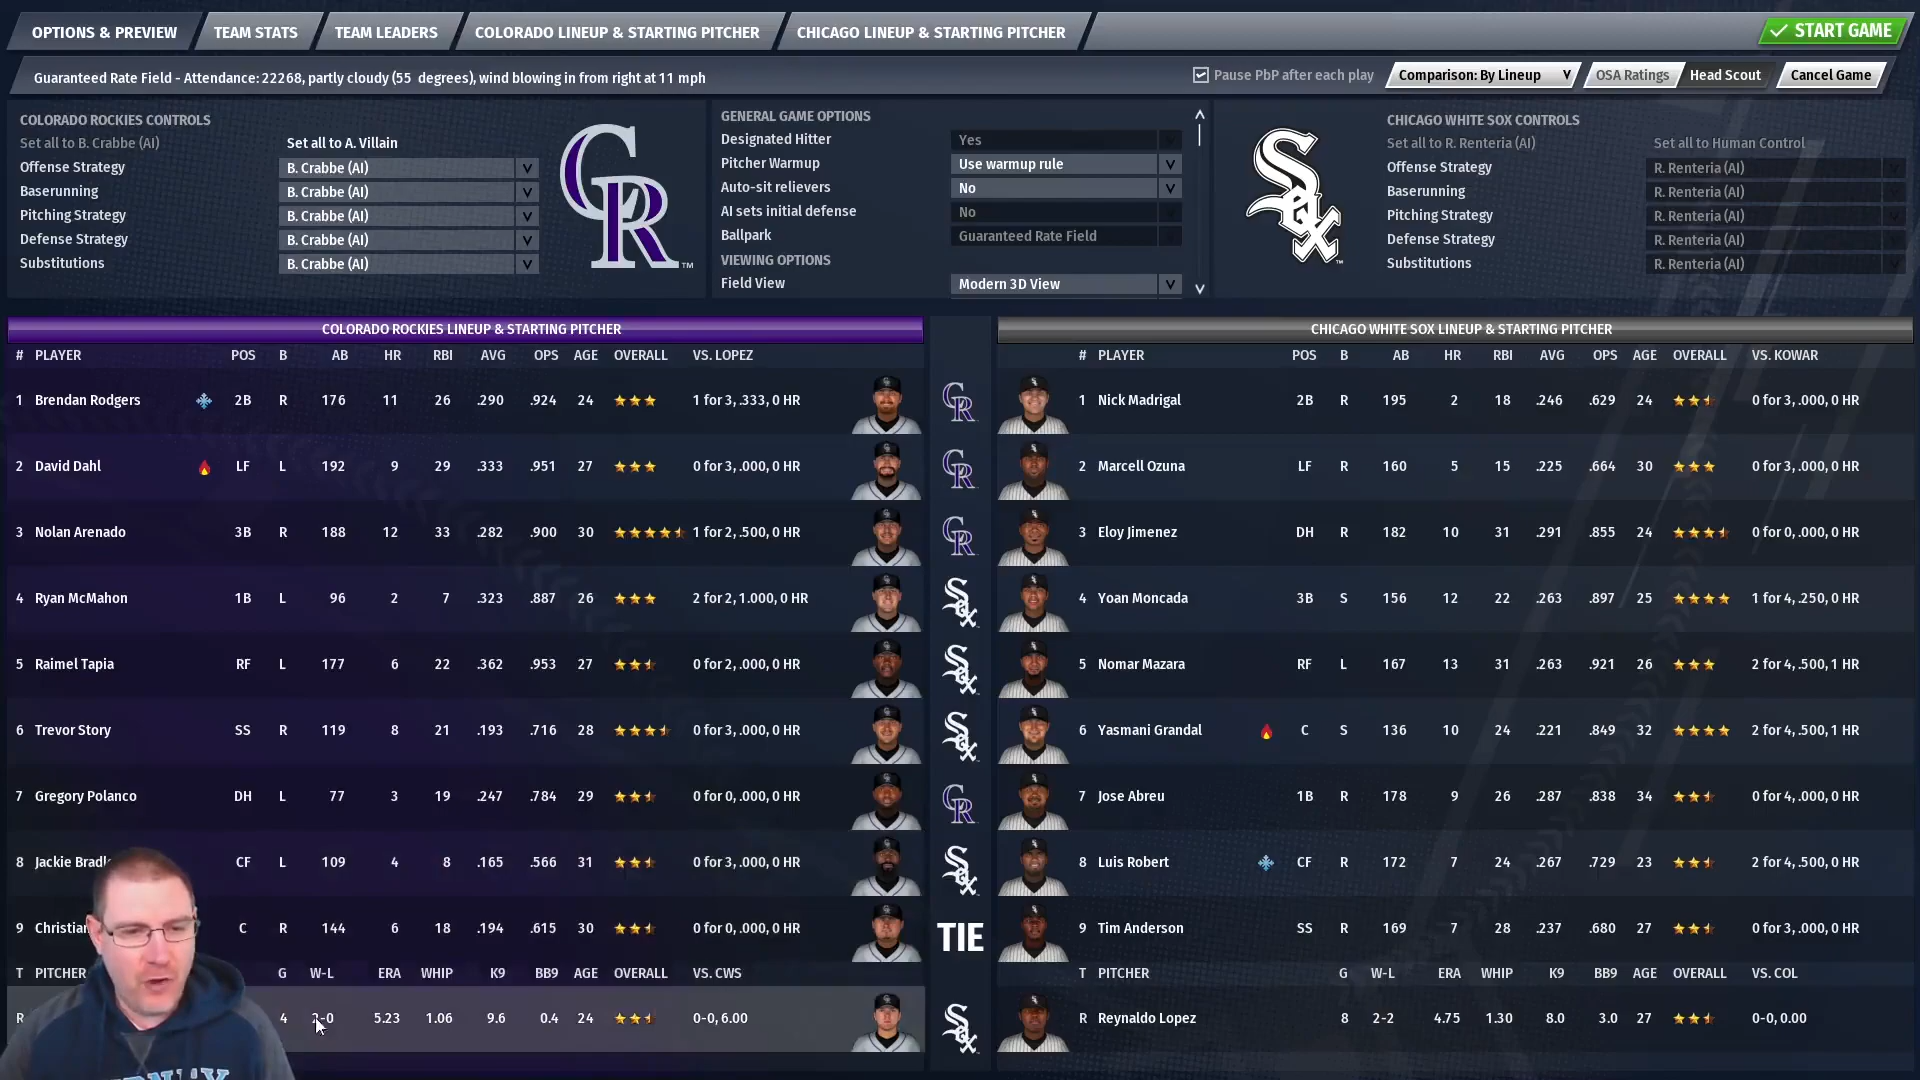 OPTIONS & PREVIEW TEAM STATS TEAM LEADERS COLORADO LINEUP & STARTING PITCHER CHICAGO LINEUP & STARTING PITCHER START GAME
Guaranteed Rate Field - Attendance: 22268, partly cloudy (55 degrees), wind blowing in from right at 11 mph Pause PbP after each play Comparison: By Lineup OSA Ratings Head Scout Cancel Game
COLORADO ROCKIES CONTROLS
Set all to B. Crabbe (AI) Set all to A. Villain
Offense Strategy B. Crabbe (AI)
Baserunning B. Crabbe (AI)
Pitching Strategy B. Crabbe (AI)
Defense Strategy B. Crabbe (AI)
Substitutions B. Crabbe (AI)
CR TM
GENERAL GAME OPTIONS
Designated Hitter Yes
Pitcher Warmup Use warmup rule
Auto-sit relievers No
AI sets initial defense No
Ballpark Guaranteed Rate Field
VIEWING OPTIONS
Field View Modern 3D View
Sox TM
CHICAGO WHITE SOX CONTROLS
Set all to R. Renteria (AI) Set all to Human Control
Offense Strategy R. Renteria (AI)
Baserunning R. Renteria (AI)
Pitching Strategy R. Renteria (AI)
Defense Strategy R. Renteria (AI)
Substitutions R. Renteria (AI)
COLORADO ROCKIES LINEUP & STARTING PITCHER
# PLAYER POS B AB HR RBI AVG OPS AGE OVERALL VS. LOPEZ
1 Brendan Rodgers 2B R 176 11 26 .290 .924 24 1 for 3, .333, 0 HR
2 David Dahl LF L 192 9 29 .333 .951 27 0 for 3, .000, 0 HR
3 Nolan Arenado 3B R 188 12 33 .282 .900 30 1 for 2, .500, 0 HR
4 Ryan McMahon 1B L 96 2 7 .323 .887 26 2 for 2, 1.000, 0 HR
5 Raimel Tapia RF L 177 6 22 .362 .953 27 0 for 2, .000, 0 HR
6 Trevor Story SS R 119 8 21 .193 .716 28 0 for 3, .000, 0 HR
7 Gregory Polanco DH L 77 3 19 .247 .784 29 0 for 0, .000, 0 HR
8 Jackie CF L 109 4 8 .165 .566 31 0 for 3, .000, 0 HR
9 Christian C R 144 6 18 .194 .615 30 0 for 0, .000, 0 HR
T PITCHER G W-L ERA WHIP K9 BB9 AGE OVERALL VS. CWS
R 4 -0 5.23 1.06 9.6 0.4 24 0-0, 6.00
CR
CR
CR
Sox
Sox
Sox
CR
Sox
TIE
Sox
CHICAGO WHITE SOX LINEUP & STARTING PITCHER
# PLAYER POS B AB HR RBI AVG OPS AGE OVERALL VS. KOWAR
1 Nick Madrigal 2B R 195 2 18 .246 .629 24 0 for 3, .000, 0 HR
2 Marcell Ozuna LF R 160 5 15 .225 .664 30 0 for 3, .000, 0 HR
3 Eloy Jimenez DH R 182 10 31 .291 .855 24 0 for 0, .000, 0 HR
4 Yoan Moncada 3B S 156 12 22 .263 .897 25 1 for 4, .250, 0 HR
5 Nomar Mazara RF L 167 13 31 .263 .921 26 2 for 4, .500, 1 HR
6 Yasmani Grandal C S 136 10 24 .221 .849 32 2 for 4, .500, 1 HR
7 Jose Abreu 1B R 178 9 26 .287 .838 34 0 for 4, .000, 0 HR
8 Luis Robert CF R 172 7 24 .267 .729 23 2 for 4, .500, 0 HR
9 Tim Anderson SS R 169 7 28 .237 .680 27 0 for 3, .000, 0 HR
T PITCHER G W-L ERA WHIP K9 BB9 AGE OVERALL VS. COL
R Reynaldo Lopez 8 2-2 4.75 1.30 8.0 3.0 27 0-0, 0.00